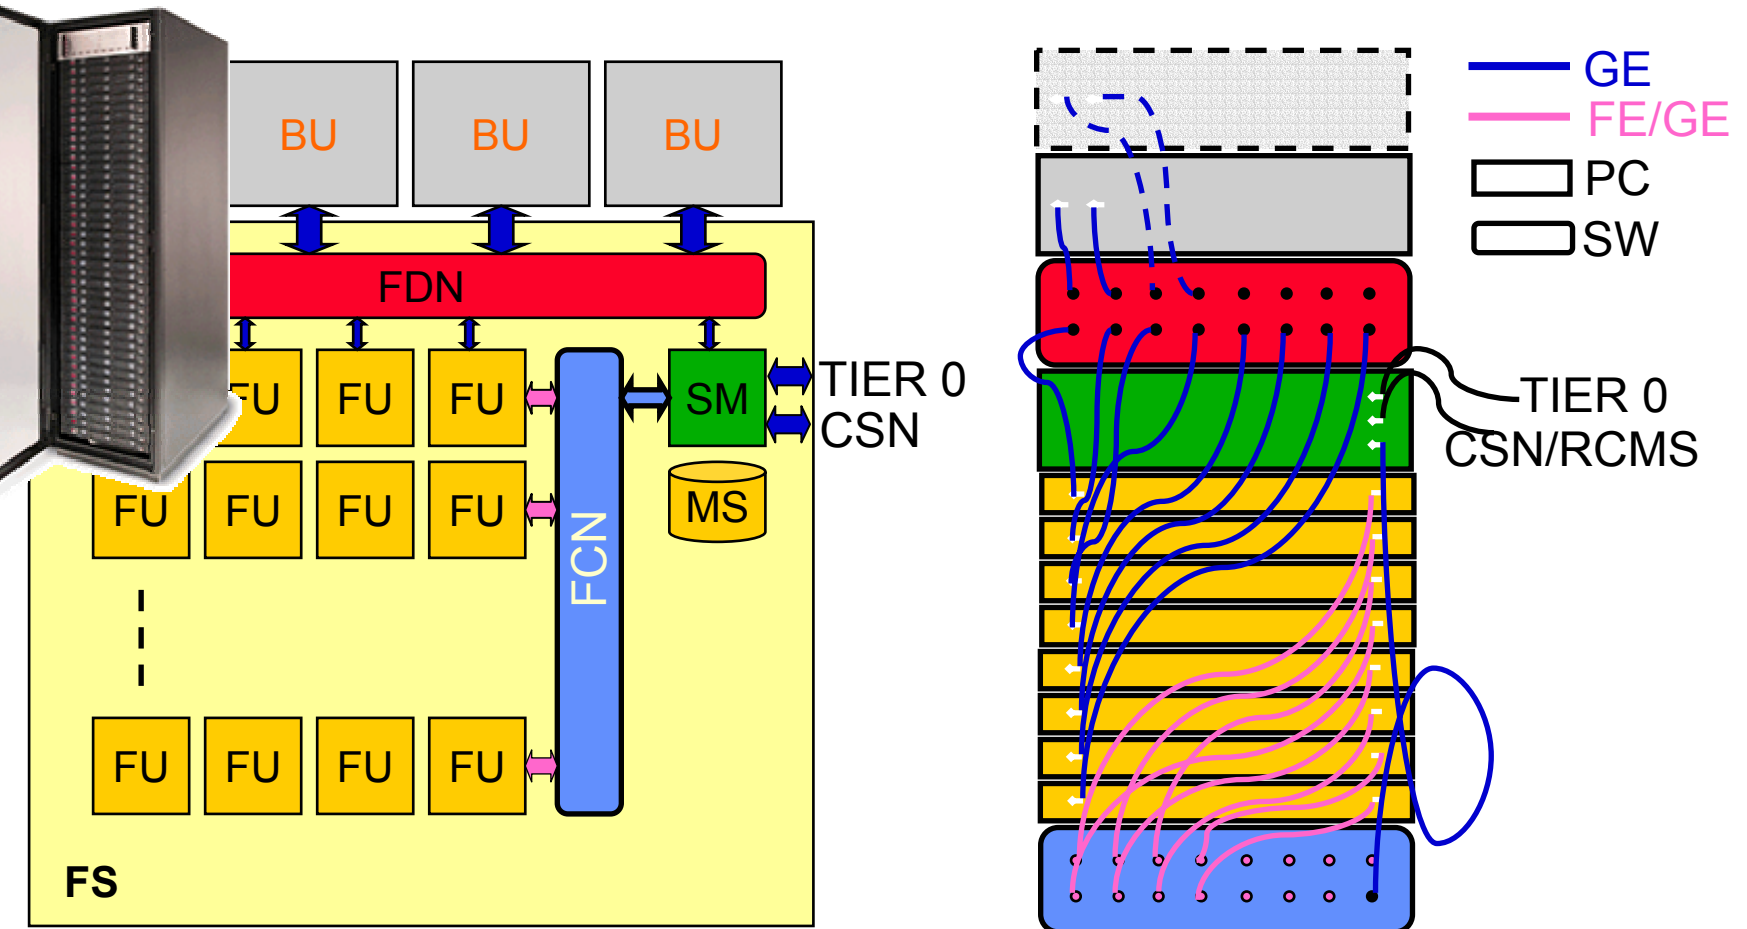 BU BU BU
FDN
FU FU FU
SM
TIER 0
CSN
FU FU FU FU
MS
FCN
FU FU FU FU
FS
GE
FE/GE
PC
SW
TIER 0
CSN/RCMS